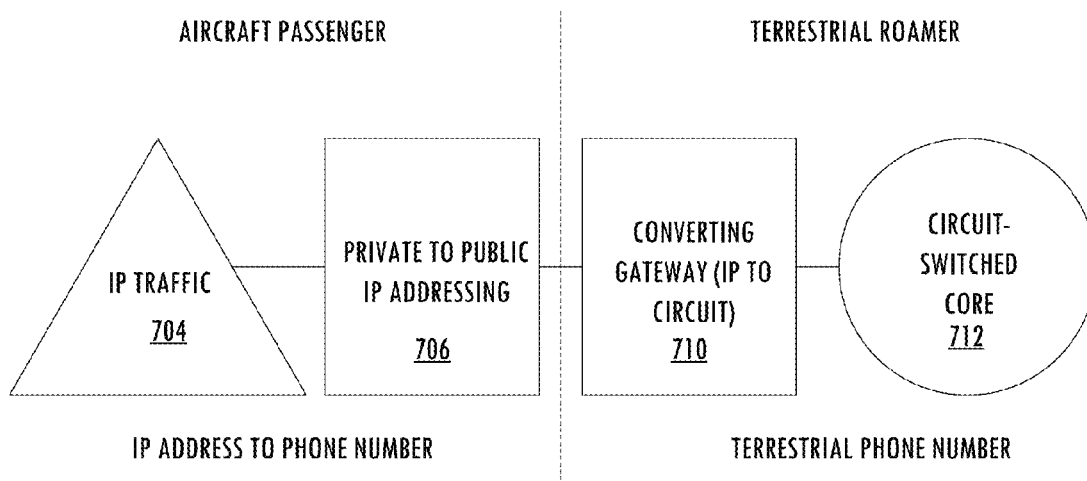 AIRCRAFT PASSENGER
TERRESTRIAL ROAMER
IP TRAFFIC
704
PRIVATE TO PUBLIC
IP ADDRESSING
706
CONVERTING
GATEWAY (IP TO
CIRCUIT)
710
CIRCUIT-
SWITCHED
CORE
712
IP ADDRESS TO PHONE NUMBER
TERRESTRIAL PHONE NUMBER